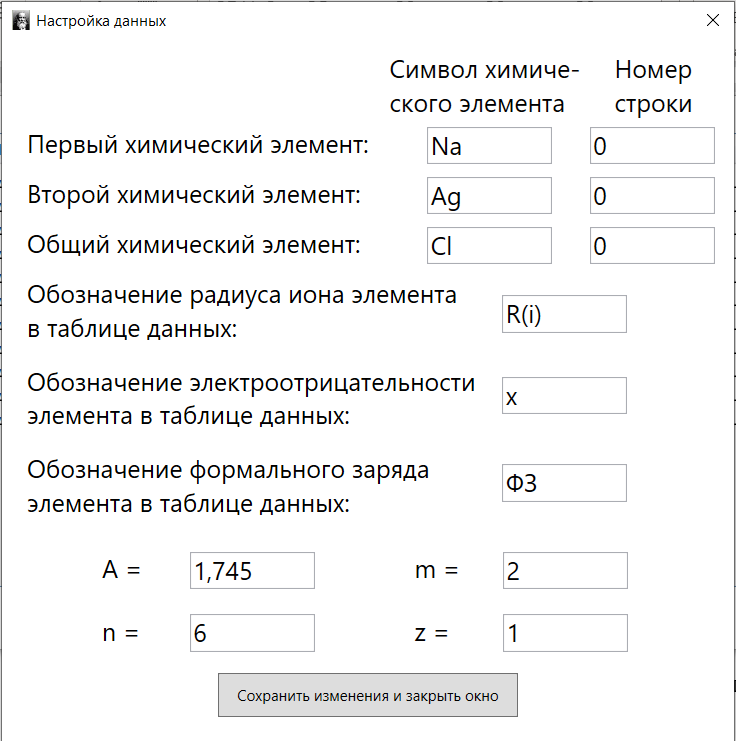 Настройка данных
Символ химиче- Номер
ского элемента строки
Первый химический элемент: Na 0
Второй химический элемент: Ag 0
Общий химический элемент: Cl 0
Обозначение радиуса иона элемента
в таблице данных: R(i)
Обозначение электроотрицательности
элемента в таблице данных: x
Обозначение формального заряда
элемента в таблице данных: ФЗ
A = 1,745 m = 2
n = 6 z = 1
Сохранить изменения и закрыть окно